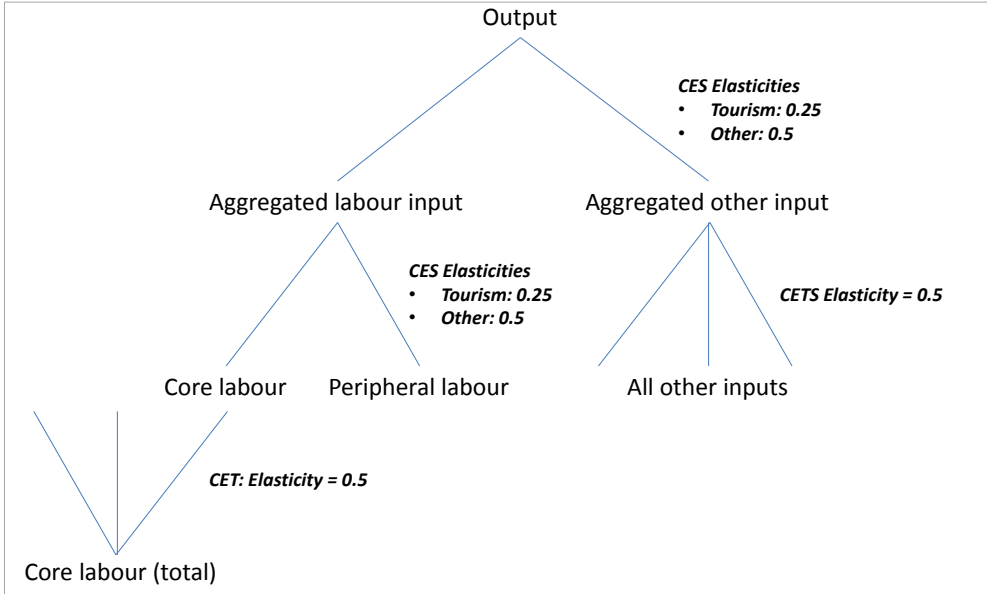 Output
CES Elasticities
• Tourism: 0.25
• Other: 0.5
Aggregated labour input
Aggregated other input
CES Elasticities
• Tourism: 0.25
• Other: 0.5
CETS Elasticity = 0.5
Core labour
Peripheral labour
All other inputs
CET: Elasticity = 0.5
Core labour (total)